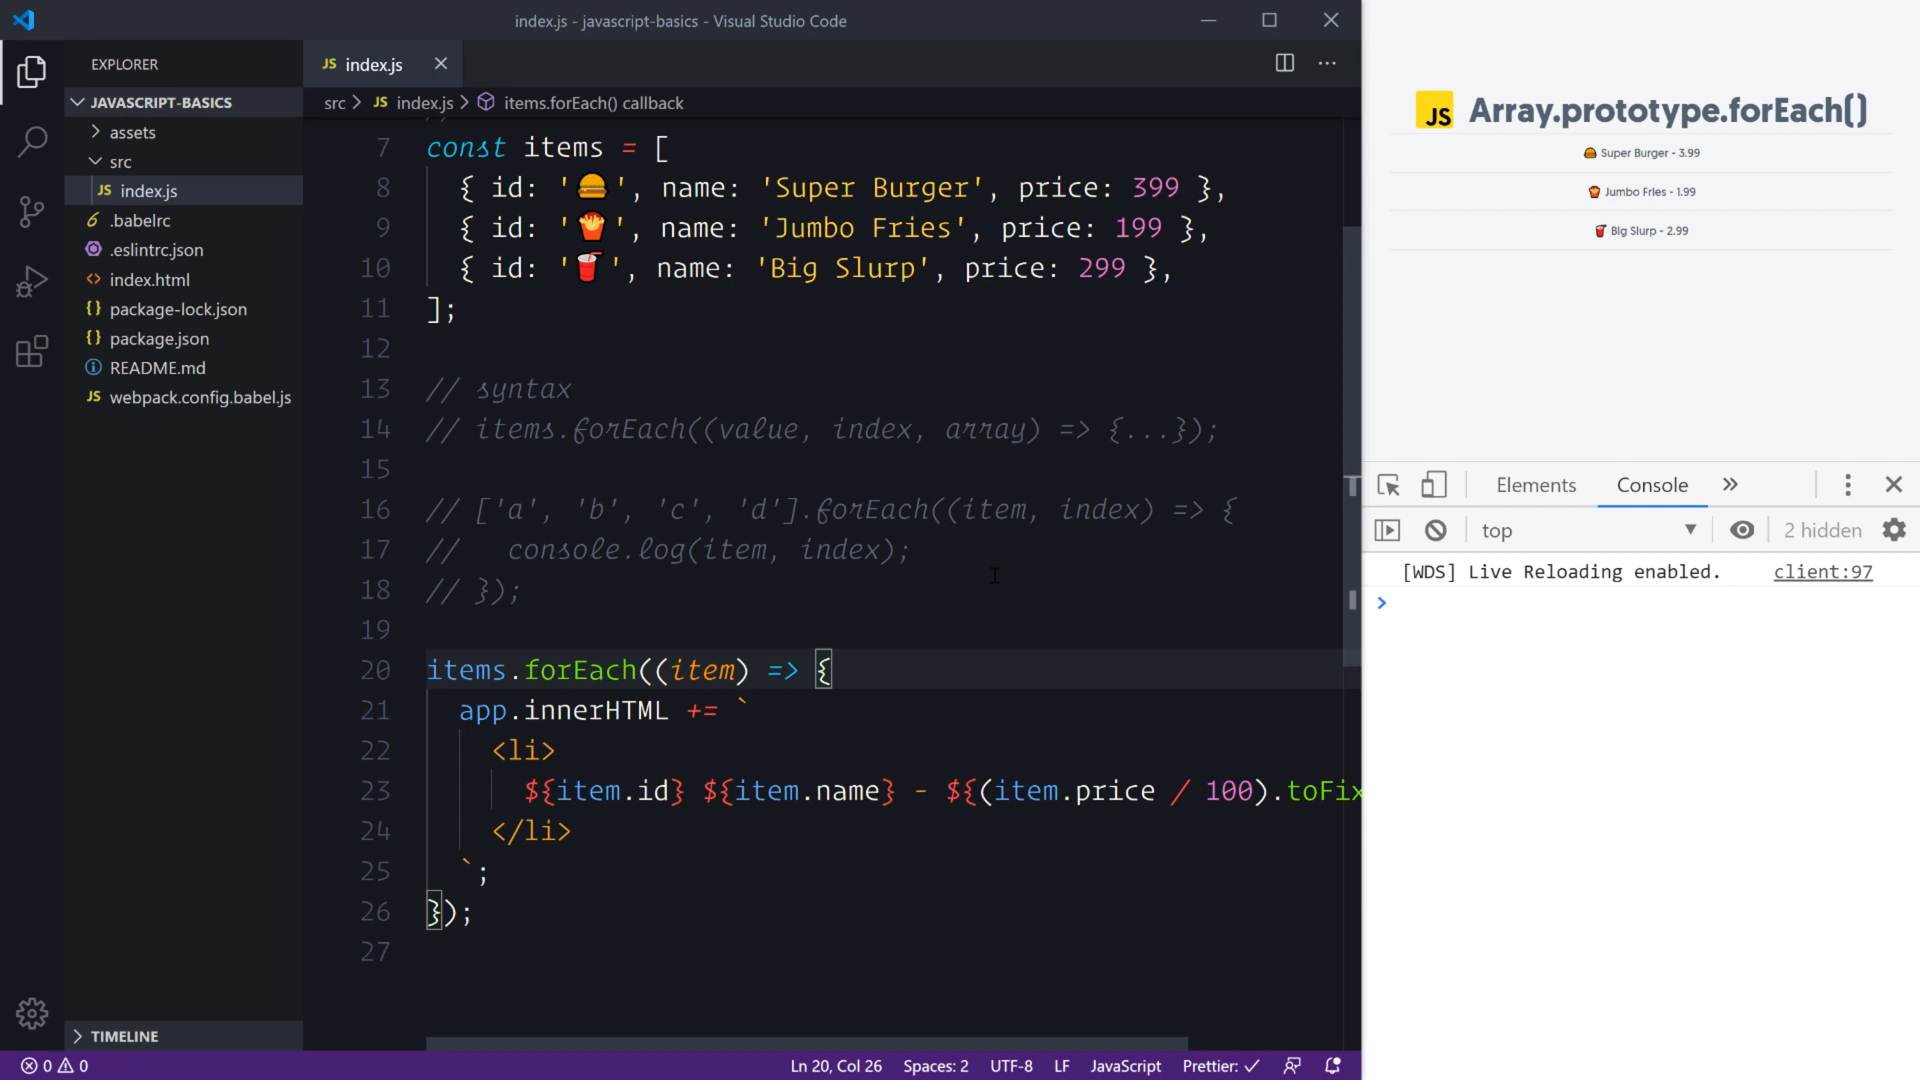 index.js - javascript-basics - Visual Studio Code
EXPLORER
JAVASCRIPT-BASICS
assets
src
JS index.js
.babelrc
.eslintrc.json
index.html
package-lock.json
package.json
README.md
JS webpack.config.babel.js
TIMELINE
JS index.js
src > JS index.js > items.forEach() callback
7 const items = [
8 { id: '🍔', name: 'Super Burger', price: 399 },
9 { id: '🍟', name: 'Jumbo Fries', price: 199 },
10 { id: '🥤', name: 'Big Slurp', price: 299 },
11 ];
12
13 // syntax
14 // items.forEach((value, index, array) => {...});
15
16 // ['a', 'b', 'c', 'd'].forEach((item, index) => {
17 //   console.log(item, index);
18 // });
19
20 items.forEach((item) => {
21 app.innerHTML += `
22 <li>
23 ${item.id} ${item.name} - ${(item.price / 100).toFix
24 </li>
25 `;
26 });
27
0 0
Ln 20, Col 26
Spaces: 2
UTF-8
LF
JavaScript
Prettier: ✓
JS Array.prototype.forEach()
🍔 Super Burger - 3.99
🍟 Jumbo Fries - 1.99
🥤 Big Slurp - 2.99
Elements
Console
top
2 hidden
[WDS] Live Reloading enabled. client:97